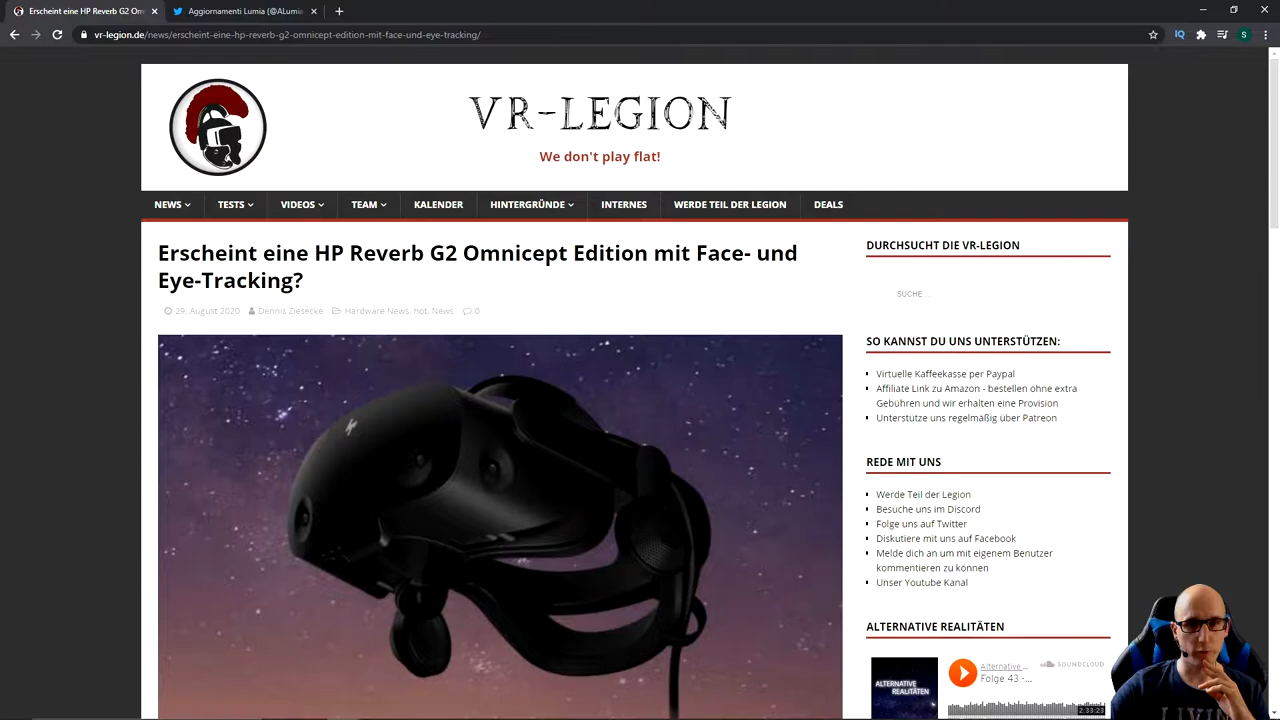 Erscheint eine HP Reverb G2 Om
Aggiornamenti Lumia (@ALumia
vr-legion.de/news/erscheint-eine-hp-reverb-g2-omnicept-edition-mit-face-und-eye-tracking/
IQ
S
VR-LEGION
We don't play flat!
NEWS TESTS VIDEOS TEAM KALENDER HINTERGRÜNDE INTERNES WERDE TEIL DER LEGION DEALS
Erscheint eine HP Reverb G2 Omnicept Edition mit Face- und
Eye-Tracking?
29. August 2020 Dennis Ziesecke Hardware News, hot, News 0
DURCHSUCHT DIE VR-LEGION
SUCHE …
SO KANNST DU UNS UNTERSTÜTZEN:
Virtuelle Kaffeekasse per Paypal
Affiliate Link zu Amazon - bestellen ohne extra
Gebühren und wir erhalten eine Provision
Unterstütze uns regelmäßig über Patreon
REDE MIT UNS
Werde Teil der Legion
Besuche uns im Discord
Folge uns auf Twitter
Diskutiere mit uns auf Facebook
Melde dich an um mit eigenem Benutzer
kommentieren zu können
Unser Youtube Kanal
ALTERNATIVE REALITÄTEN
ALTERNATIVE
REALITÄTEN
Alternative ...
SOUNDCLOUD
Folge 43 -...
2:33:23
LEGION